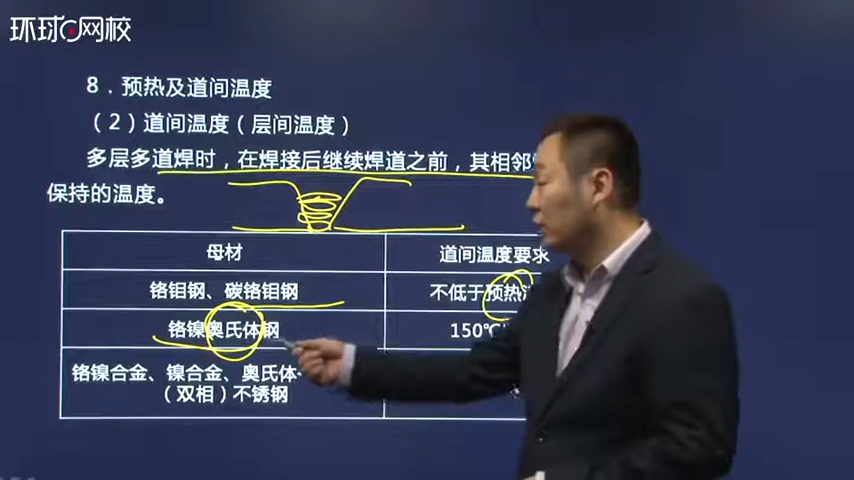 环球网校
8．预热及道间温度
（2）道间温度（层间温度）
多层多道焊时，在焊接后继续焊道之前，其相邻
保持的温度。
母材
道间温度要求
铬钼钢、碳铬钼钢
不低于预热
铬镍奥氏体钢
150℃
铬镍合金、镍合金、奥氏体-
（双相）不锈钢